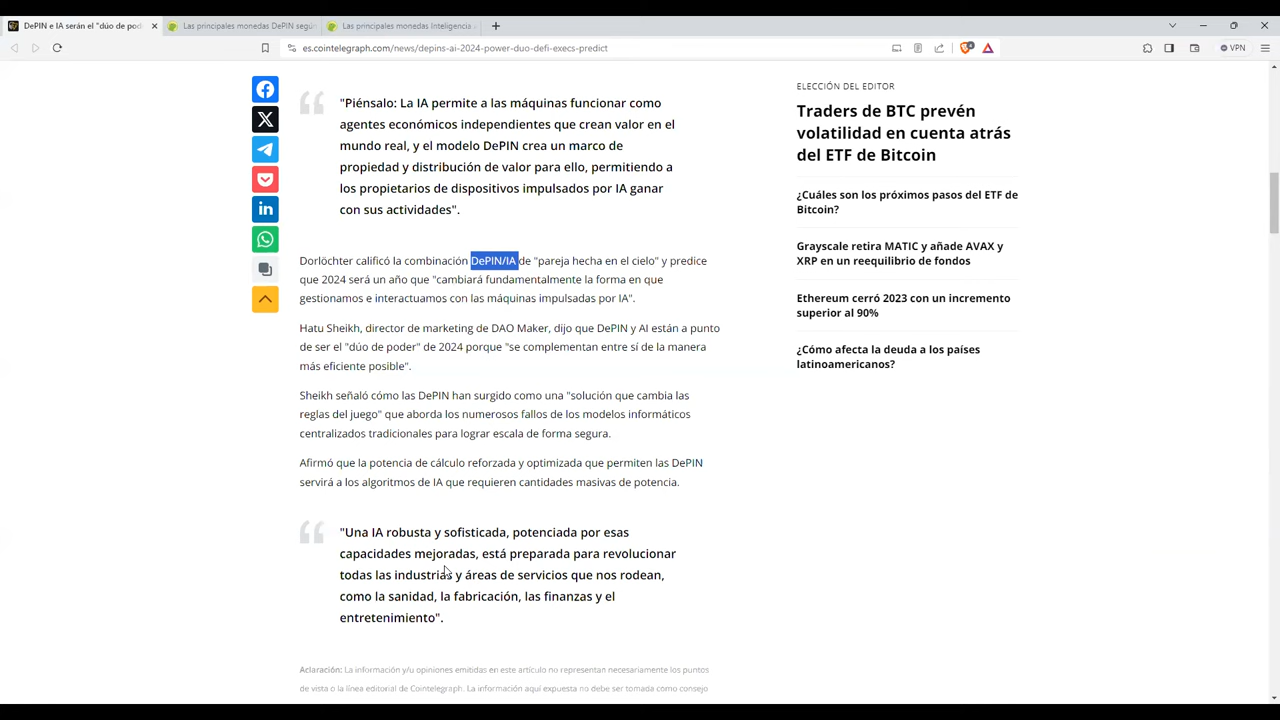 DePIN e IA serán el "dúo de pod
Las principales monedas DePIN segú
Las principales monedas Inteligencia
es.cointelegraph.com/news/depins-ai-2024-power-duo-defi-execs-predict
VPN
"Piénsalo: La IA permite a las máquinas funcionar como
agentes económicos independientes que crean valor en el
mundo real, y el modelo DePIN crea un marco de
propiedad y distribución de valor para ello, permitiendo a
los propietarios de dispositivos impulsados por IA ganar
con sus actividades".
Dorlöchter calificó la combinación DePIN/IA de "pareja hecha en el cielo" y predice
que 2024 será un año que "cambiará fundamentalmente la forma en que
gestionamos e interactuamos con las máquinas impulsadas por IA".
Hatu Sheikh, director de marketing de DAO Maker, dijo que DePIN y AI están a punto
de ser el "dúo de poder" de 2024 porque "se complementan entre sí de la manera
más eficiente posible".
Sheikh señaló cómo las DePIN han surgido como una "solución que cambia las
reglas del juego" que aborda los numerosos fallos de los modelos informáticos
centralizados tradicionales para lograr escala de forma segura.
Afirmó que la potencia de cálculo reforzada y optimizada que permiten las DePIN
servirá a los algoritmos de IA que requieren cantidades masivas de potencia.
"Una IA robusta y sofisticada, potenciada por esas
capacidades mejoradas, está preparada para revolucionar
todas las industrias y áreas de servicios que nos rodean,
como la sanidad, la fabricación, las finanzas y el
entretenimiento".
Aclaración: La información y/u opiniones emitidas en este artículo no representan necesariamente los puntos
de vista o la línea editorial de Cointelegraph. La información aquí expuesta no debe ser tomada como consejo
ELECCIÓN DEL EDITOR
Traders de BTC prevén
volatilidad en cuenta atrás
del ETF de Bitcoin
¿Cuáles son los próximos pasos del ETF de
Bitcoin?
Grayscale retira MATIC y añade AVAX y
XRP en un reequilibrio de fondos
Ethereum cerró 2023 con un incremento
superior al 90%
¿Cómo afecta la deuda a los países
latinoamericanos?